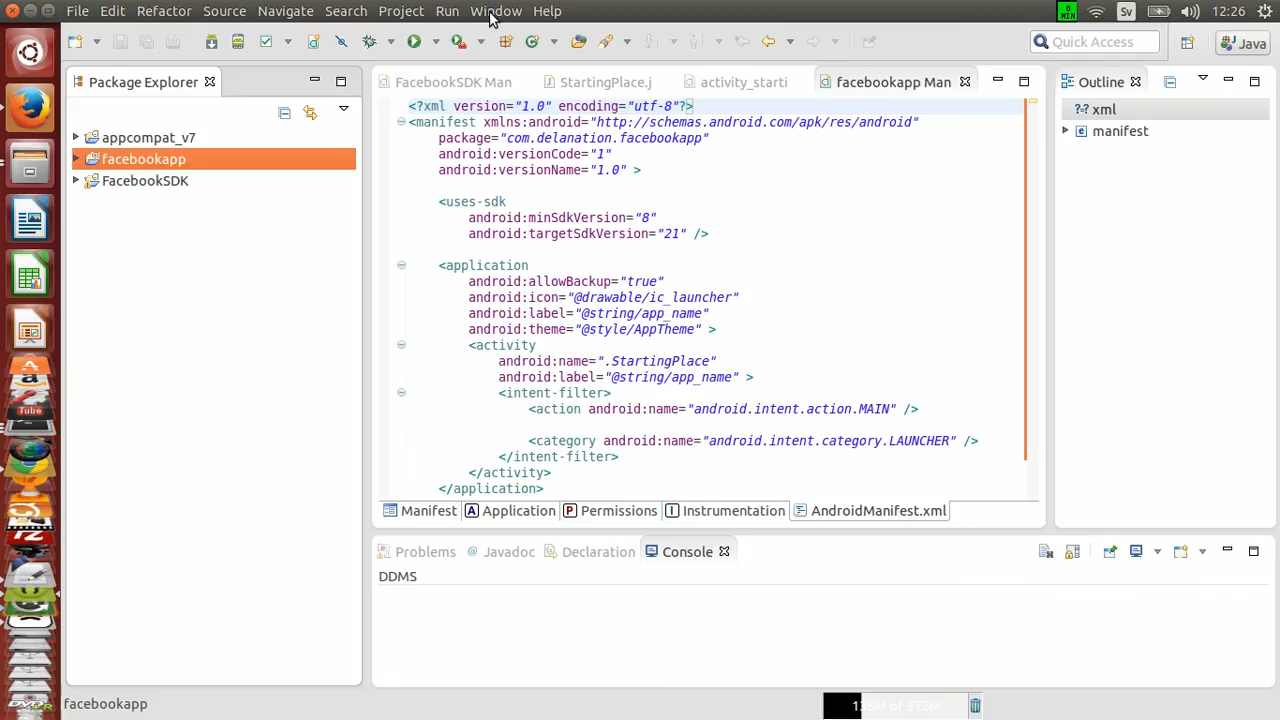 File Edit Refactor Source Navigate Search Project Window Help
0 MIN Sv 12:26
Quick Access Java
Package Explorer
appcompat_v7
facebookapp
FacebookSDK
FacebookSDK Man StartingPlace.j activity_starti facebookapp Man
<?xml version="1.0" encoding="utf-8"?>
<manifest xmlns:android="http://schemas.android.com/apk/res/android"
package="com.delanation.facebookapp"
android:versionCode="1"
android:versionName="1.0" >
<uses-sdk
android:minSdkVersion="8"
android:targetSdkVersion="21" />
<application
android:allowBackup="true"
android:icon="@drawable/ic_launcher"
android:label="@string/app_name"
android:theme="@style/AppTheme" >
<activity
android:name=".StartingPlace"
android:label="@string/app_name" >
<intent-filter>
<action android:name="android.intent.action.MAIN" />
<category android:name="android.intent.category.LAUNCHER" />
</intent-filter>
</activity>
</application>
Manifest A Application P Permissions I Instrumentation AndroidManifest.xml
Outline
xml
manifest
Problems @ Javadoc Declaration Console
DDMS
Tube
facebookapp